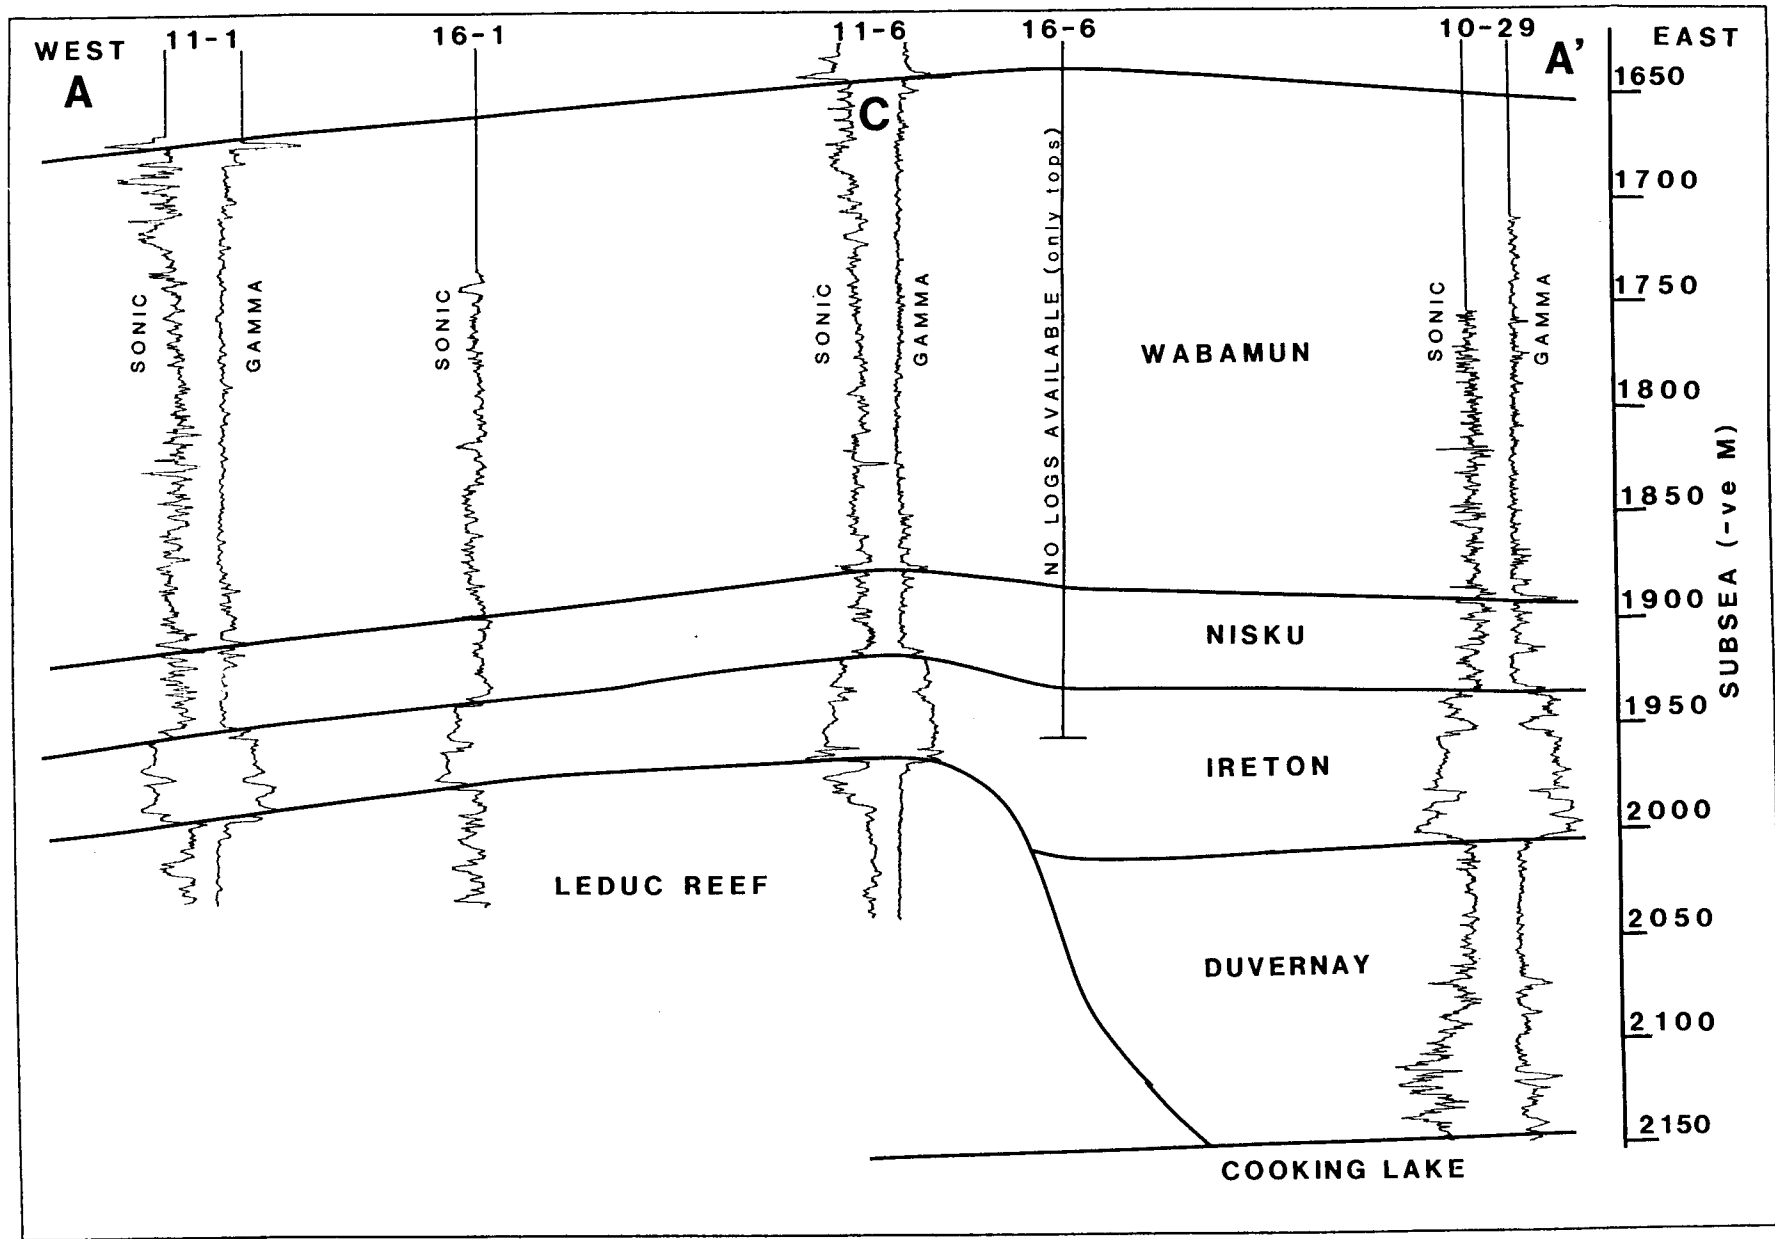 WEST
A
11-1
16-1
11-6
16-6
10-29
A'
EAST
C
SONIC
GAMMA
SONIC
SONIC
GAMMA
NO LOGS AVAILABLE (only tops)
SONIC
GAMMA
WABAMUN
NISKU
IRETON
LEDUC REEF
DUVERNAY
COOKING LAKE
1650
1700
1750
1800
1850
1900
1950
2000
2050
2100
2150
SUBSEA (-ve M)